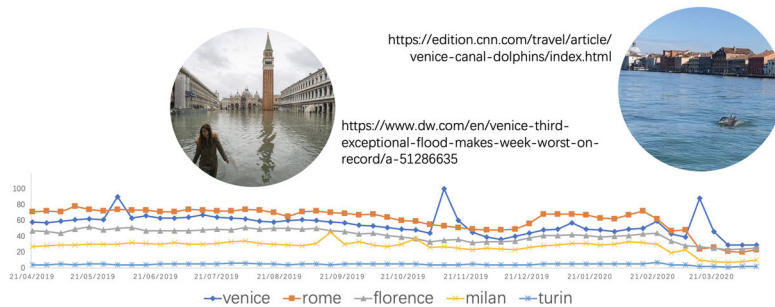 https://edition.cnn.com/travel/article/
venice-canal-dolphins/index.html
https://www.dw.com/en/venice-third-
exceptional-flood-makes-week-worst-on-
record/a-51286635
100
80
60
40
20
0
21/04/2019 21/05/2019 21/06/2019 21/07/2019 21/08/2019 21/09/2019 21/10/2019 21/11/2019 21/12/2019 21/01/2020 21/02/2020 21/03/2020
venice rome florence milan turin